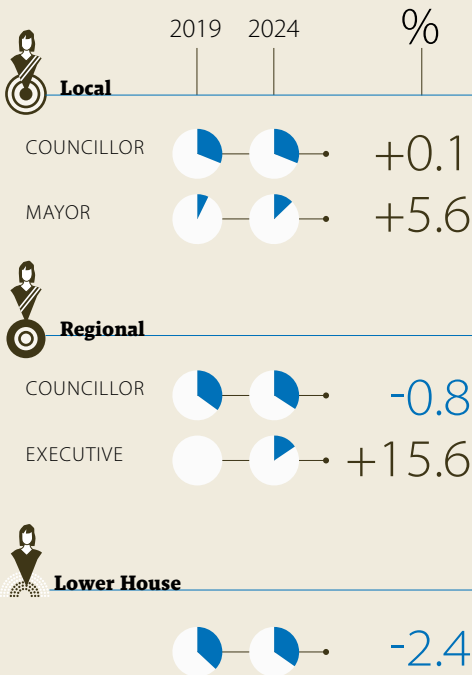 2019 2024 %
Local
COUNCILLOR +0.1
MAYOR +5.6
Regional
COUNCILLOR -0.8
EXECUTIVE +15.6
Lower House
-2.4